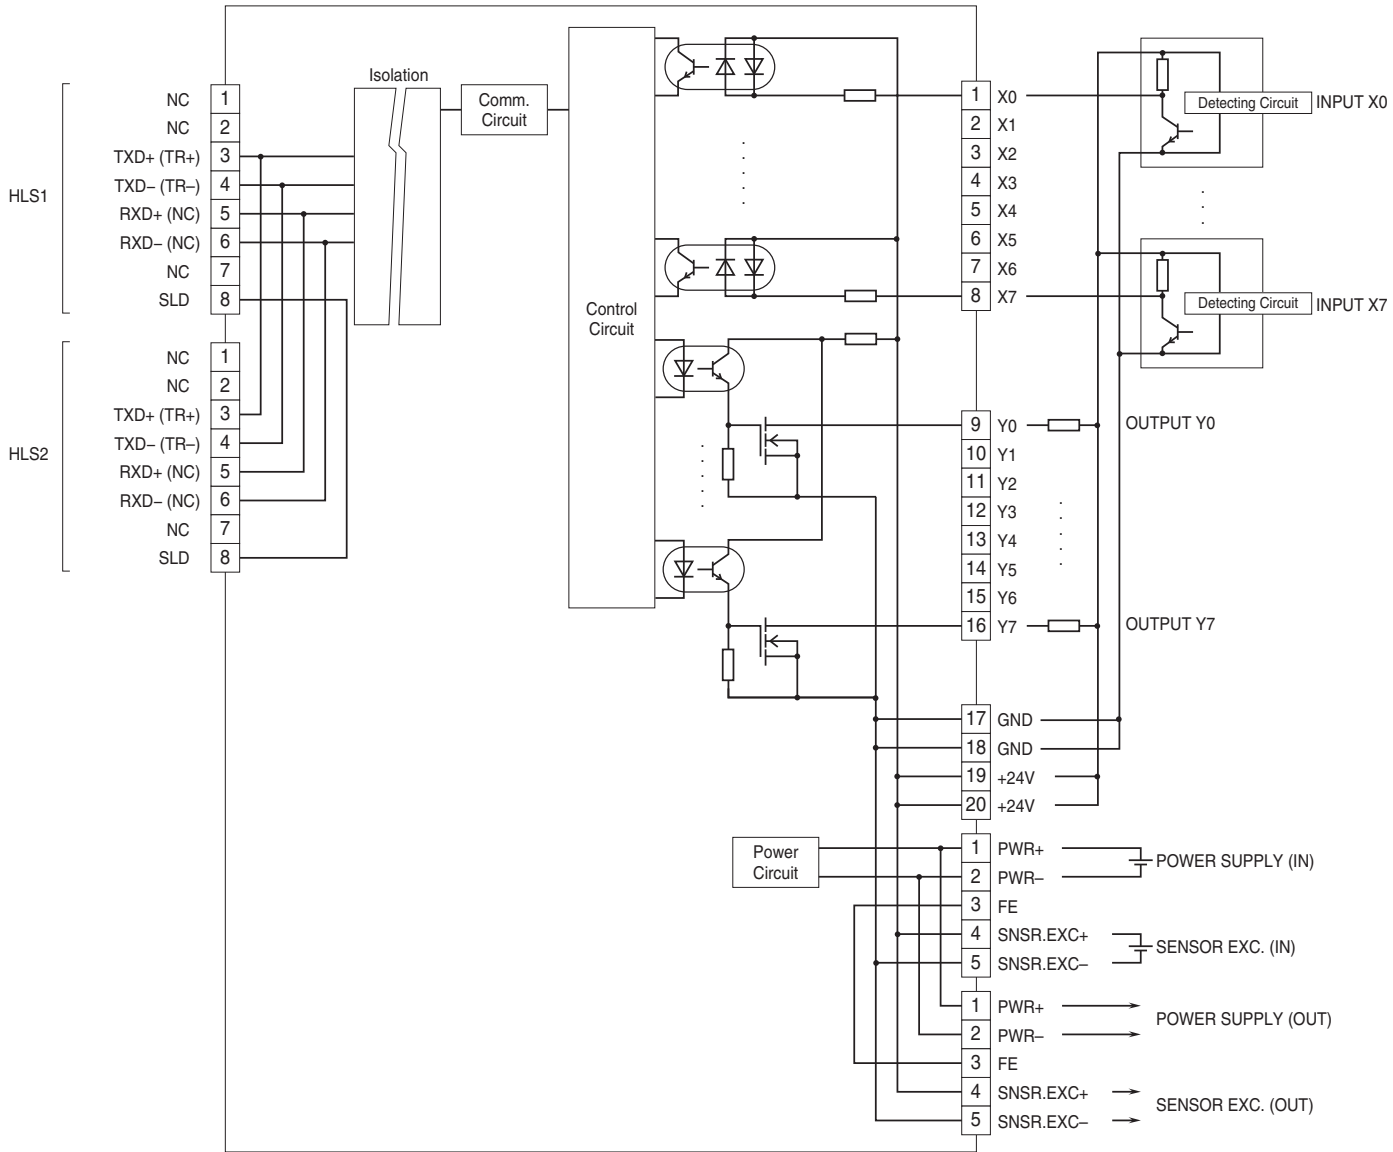 HLS1
NC 1
NC 2
TXD+ (TR+) 3
TXD– (TR–) 4
RXD+ (NC) 5
RXD– (NC) 6
NC 7
SLD 8
HLS2
NC 1
NC 2
TXD+ (TR+) 3
TXD– (TR–) 4
RXD+ (NC) 5
RXD– (NC) 6
NC 7
SLD 8
Isolation
Comm.
Circuit
Control
Circuit
1 X0
2 X1
3 X2
4 X3
5 X4
6 X5
7 X6
8 X7
Detecting Circuit INPUT X0
Detecting Circuit INPUT X7
9 Y0 OUTPUT Y0
10 Y1
11 Y2
12 Y3
13 Y4
14 Y5
15 Y6
16 Y7 OUTPUT Y7
17 GND
18 GND
19 +24V
20 +24V
Power
Circuit
1 PWR+
2 PWR–
POWER SUPPLY (IN)
3 FE
4 SNSR.EXC+
5 SNSR.EXC–
SENSOR EXC. (IN)
1 PWR+
2 PWR–
POWER SUPPLY (OUT)
3 FE
4 SNSR.EXC+
5 SNSR.EXC–
SENSOR EXC. (OUT)